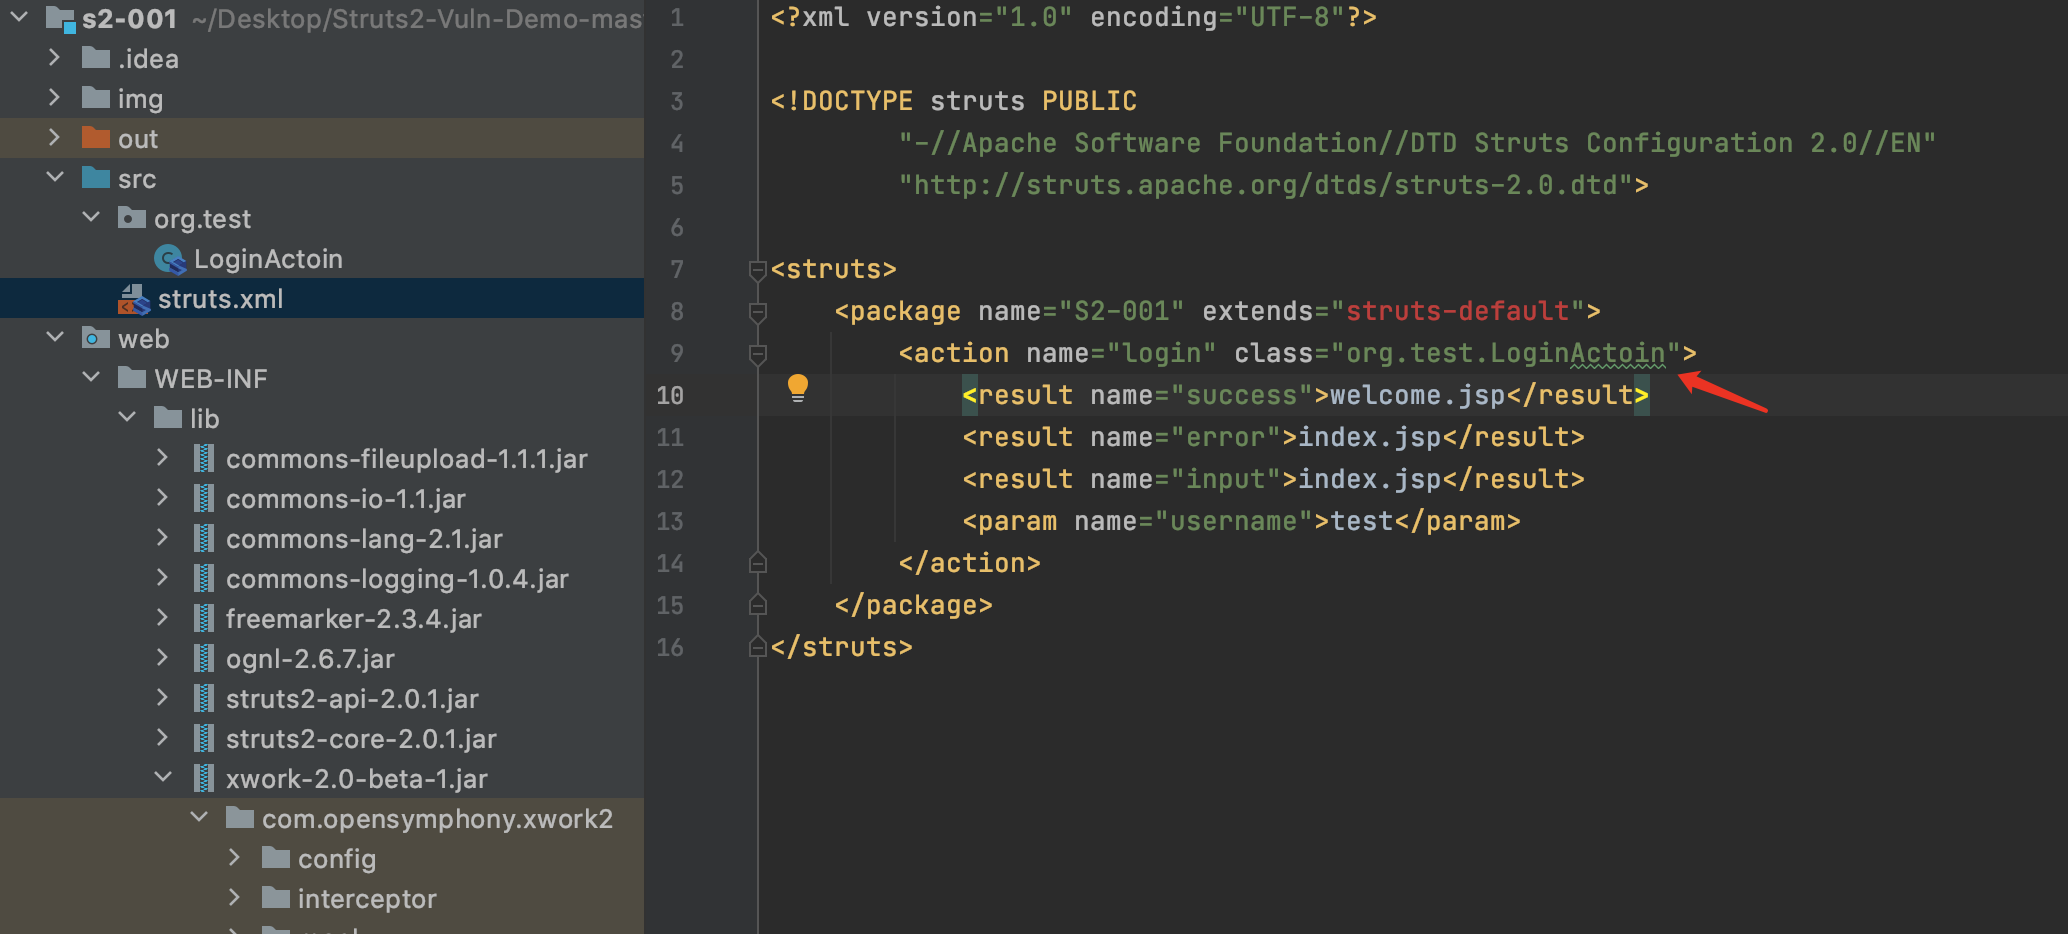 s2-001 ~/Desktop/Struts2-Vuln-Demo-mas
.idea
img
out
src
org.test
LoginActoin
struts.xml
web
WEB-INF
lib
commons-fileupload-1.1.1.jar
commons-io-1.1.jar
commons-lang-2.1.jar
commons-logging-1.0.4.jar
freemarker-2.3.4.jar
ognl-2.6.7.jar
struts2-api-2.0.1.jar
struts2-core-2.0.1.jar
xwork-2.0-beta-1.jar
com.opensymphony.xwork2
config
interceptor
1 <?xml version="1.0" encoding="UTF-8"?>
2
3 <!DOCTYPE struts PUBLIC
4 "-//Apache Software Foundation//DTD Struts Configuration 2.0//EN"
5 "http://struts.apache.org/dtds/struts-2.0.dtd">
6
7 <struts>
8 <package name="S2-001" extends="struts-default">
9 <action name="login" class="org.test.LoginActoin">
10 <result name="success">welcome.jsp</result>
11 <result name="error">index.jsp</result>
12 <result name="input">index.jsp</result>
13 <param name="username">test</param>
14 </action>
15 </package>
16 </struts>